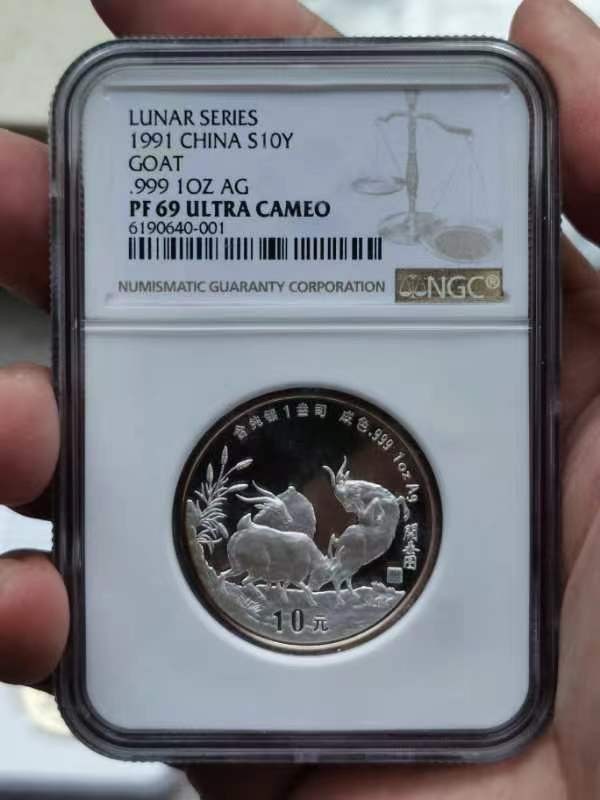 LUNAR SERIES
1991 CHINA S10Y
GOAT
.999 1OZ AG
PF 69 ULTRA CAMEO
6190640-001
NUMISMATIC GUARANTY CORPORATION
NGC®
含纯银1盎司 成色.999 1oz Ag
10元